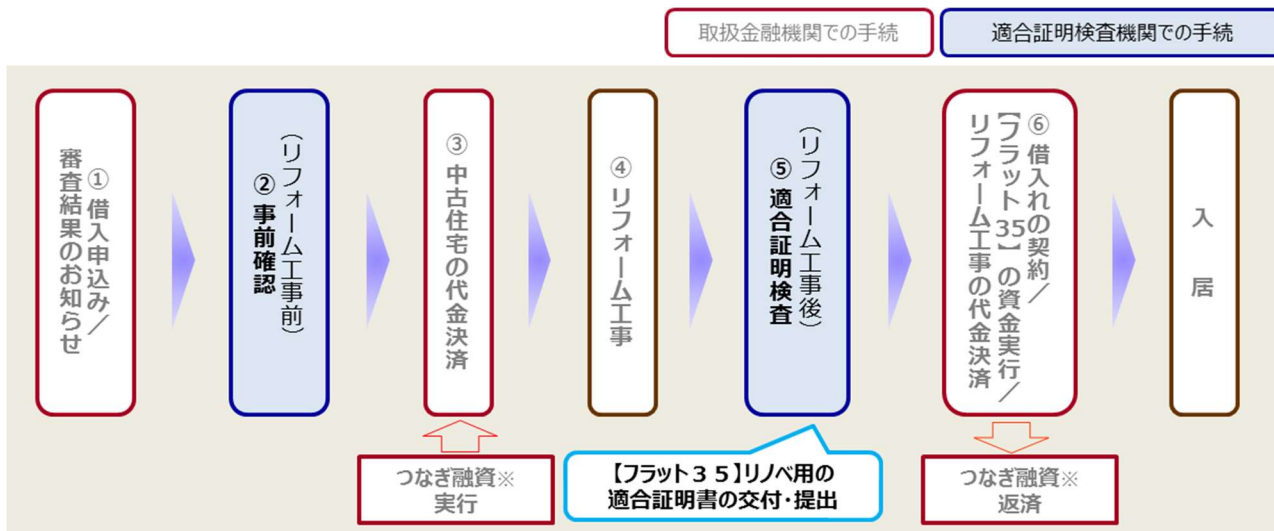 取扱金融機関での手続
適合証明検査機関での手続
①借入申込み／
審査結果のお知らせ
（リフォーム工事前）
②事前確認
③中古住宅の代金決済
④リフォーム工事
（リフォーム工事後）
⑤適合証明検査
⑥借入れの契約／
【フラット35】の資金実行／
リフォーム工事の代金決済
入居
つなぎ融資※
実行
【フラット３５】リノベ用の
適合証明書の交付・提出
つなぎ融資※
返済